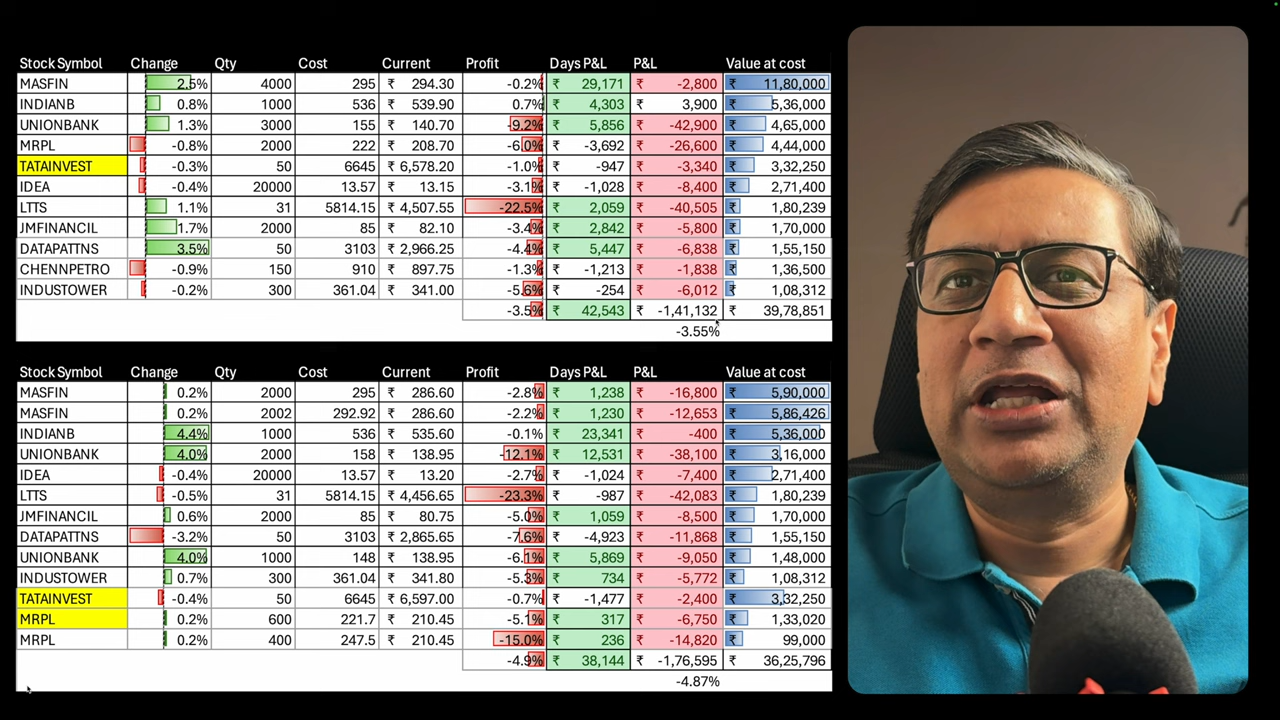 Stock Symbol Change Qty Cost Current Profit Days P&L P&L Value at cost
MASFIN 2.5% 4000 295 ₹ 294.30 -0.2% ₹ 29,171 ₹ -2,800 ₹ 11,80,000
INDIANB 0.8% 1000 536 ₹ 539.90 0.7% ₹ 4,303 ₹ 3,900 ₹ 5,36,000
UNIONBANK 1.3% 3000 155 ₹ 140.70 -9.2% ₹ 5,856 ₹ -42,900 ₹ 4,65,000
MRPL -0.8% 2000 222 ₹ 208.70 -6.0% ₹ -3,692 ₹ -26,600 ₹ 4,44,000
TATAINVEST -0.3% 50 6645 ₹ 6,578.20 -1.0% ₹ -947 ₹ -3,340 ₹ 3,32,250
IDEA -0.4% 20000 13.57 ₹ 13.15 -3.1% ₹ -1,028 ₹ -8,400 ₹ 2,71,400
LTTS 1.1% 31 5814.15 ₹ 4,507.55 -22.5% ₹ 2,059 ₹ -40,505 ₹ 1,80,239
JMFINANCIL 1.7% 2000 85 ₹ 82.10 -3.4% ₹ 2,842 ₹ -5,800 ₹ 1,70,000
DATAPATTNS 3.5% 50 3103 ₹ 2,966.25 -4.4% ₹ 5,447 ₹ -6,838 ₹ 1,55,150
CHENNPETRO -0.9% 150 910 ₹ 897.75 -1.3% ₹ -1,213 ₹ -1,838 ₹ 1,36,500
INDUSTOWER -0.2% 300 361.04 ₹ 341.00 -5.6% ₹ -254 ₹ -6,012 ₹ 1,08,312
-3.5% ₹ 42,543 ₹ -1,41,132 ₹ 39,78,851
-3.55%
Stock Symbol Change Qty Cost Current Profit Days P&L P&L Value at cost
MASFIN 0.2% 2000 295 ₹ 286.60 -2.8% ₹ 1,238 ₹ -16,800 ₹ 5,90,000
MASFIN 0.2% 2002 292.92 ₹ 286.60 -2.2% ₹ 1,230 ₹ -12,653 ₹ 5,86,426
INDIANB 4.4% 1000 536 ₹ 535.60 -0.1% ₹ 23,341 ₹ -400 ₹ 5,36,000
UNIONBANK 4.0% 2000 158 ₹ 138.95 -12.1% ₹ 12,531 ₹ -38,100 ₹ 3,16,000
IDEA -0.4% 20000 13.57 ₹ 13.20 -2.7% ₹ -1,024 ₹ -7,400 ₹ 2,71,400
LTTS -0.5% 31 5814.15 ₹ 4,456.65 -23.3% ₹ -987 ₹ -42,083 ₹ 1,80,239
JMFINANCIL 0.6% 2000 85 ₹ 80.75 -5.0% ₹ 1,059 ₹ -8,500 ₹ 1,70,000
DATAPATTNS -3.2% 50 3103 ₹ 2,865.65 -7.6% ₹ -4,923 ₹ -11,868 ₹ 1,55,150
UNIONBANK 4.0% 1000 148 ₹ 138.95 -6.1% ₹ 5,869 ₹ -9,050 ₹ 1,48,000
INDUSTOWER 0.7% 300 361.04 ₹ 341.80 -5.3% ₹ 734 ₹ -5,772 ₹ 1,08,312
TATAINVEST -0.4% 50 6645 ₹ 6,597.00 -0.7% ₹ -1,477 ₹ -2,400 ₹ 3,32,250
MRPL 0.2% 600 221.7 ₹ 210.45 -5.1% ₹ 317 ₹ -6,750 ₹ 1,33,020
MRPL 0.2% 400 247.5 ₹ 210.45 -15.0% ₹ 236 ₹ -14,820 ₹ 99,000
-4.9% ₹ 38,144 ₹ -1,76,595 ₹ 36,25,796
-4.87%